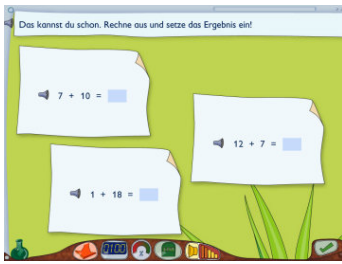 Das kannst du schon. Rechne aus und setze das Ergebnis ein!
7 + 10 =
12 + 7 =
1 + 18 =